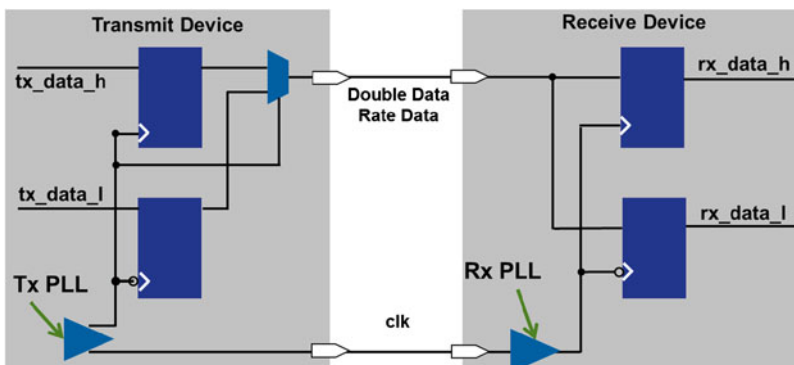 Transmit Device
Receive Device
tx_data_h
rx_data_h
Double Data
Rate Data
tx_data_l
rx_data_l
Tx PLL
Rx PLL
clk